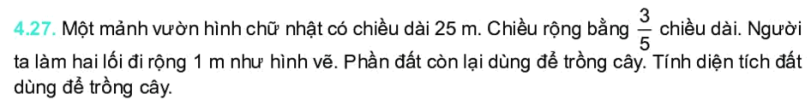 4.27. Một mảnh vườn hình chữ nhật có chiều dài 25 m. Chiều rộng bằng 3/5 chiều dài. Người
ta làm hai lối đi rộng 1 m như hình vẽ. Phần đất còn lại dùng để trồng cây. Tính diện tích đất
dùng để trồng cây.